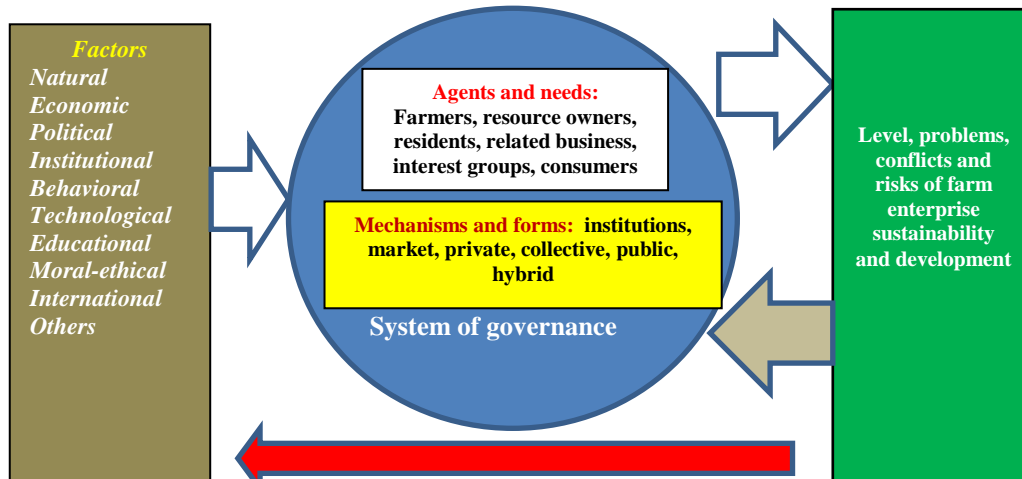 Factors
Natural
Economic
Political
Institutional
Behavioral
Technological
Educational
Moral-ethical
International
Others
Agents and needs:
Farmers, resource owners,
residents, related business,
interest groups, consumers
Mechanisms and forms: institutions,
market, private, collective, public,
hybrid
System of governance
Level, problems,
conflicts and
risks of farm
enterprise
sustainability
and development